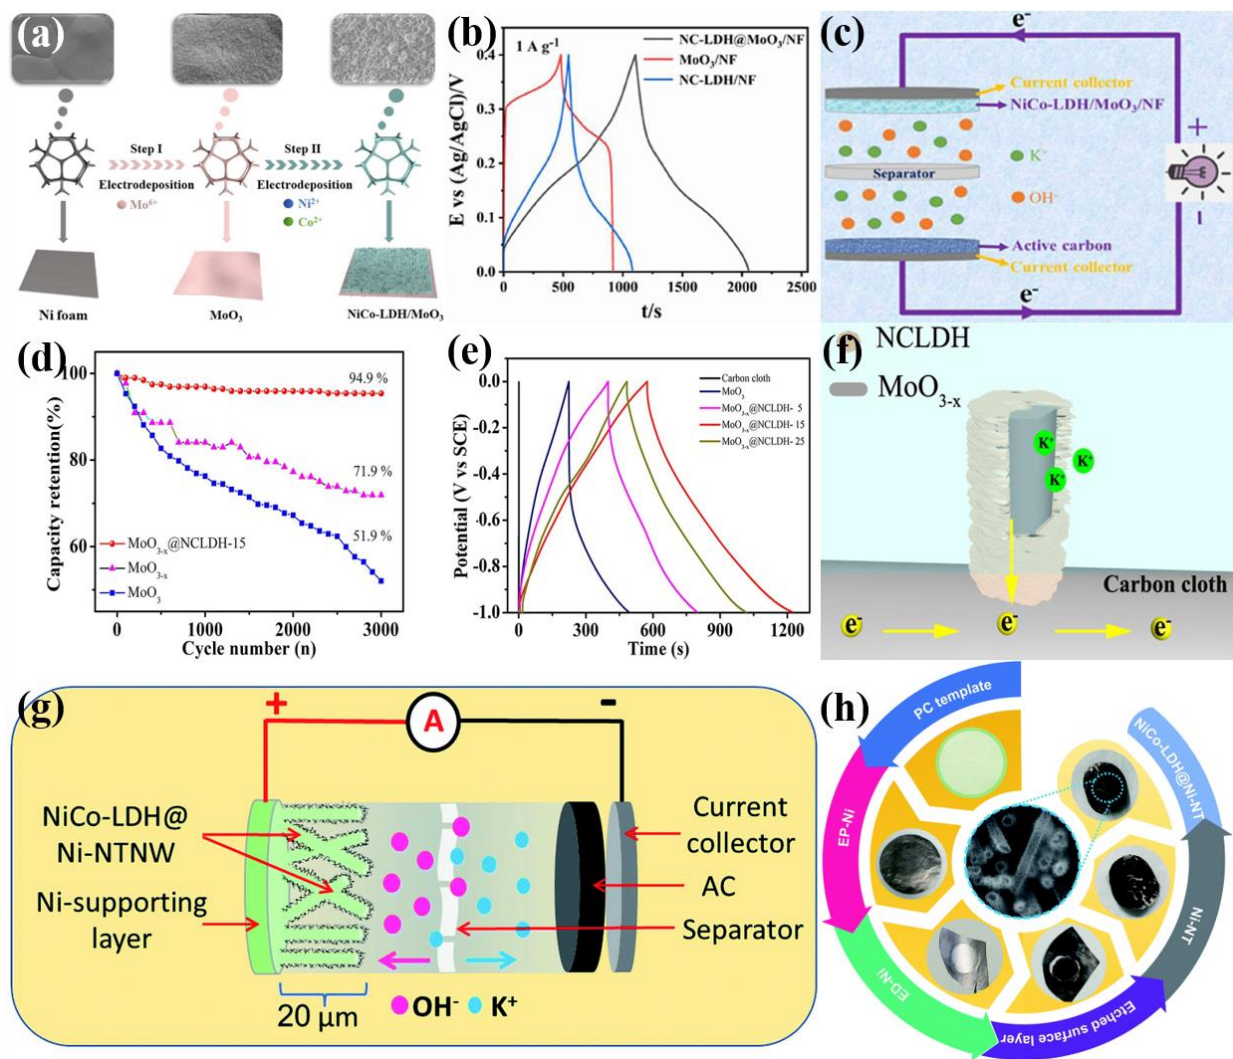 (a)
Step I
Electrodeposition
Mo⁶⁺
Step II
Electrodeposition
Ni²⁺
Co²⁺
Ni foam
MoO₃
NiCo-LDH/MoO₃
(b)
1 A g⁻¹
NC-LDH@MoO₃/NF
MoO₃/NF
NC-LDH/NF
E vs (Ag/AgCl)/V
0.4
0.3
0.2
0.1
0.0
0 500 1000 1500 2000 2500
t/s
(c)
e⁻
Current collector
NiCo-LDH/MoO₃/NF
K⁺
Separator
OH⁻
Active carbon
Current collector
e⁻
+
-
(d)
Capacity retention(%)
100
80
60
94.9 %
71.9 %
51.9 %
MoO₃₋ₓ@NCLDH-15
MoO₃₋ₓ
MoO₃
0 1000 2000 3000
Cycle number (n)
(e)
Potential (V vs SCE)
0.0
-0.2
-0.4
-0.6
-0.8
-1.0
Carbon cloth
MoO₃
MoO₃₋ₓ@NCLDH- 5
MoO₃₋ₓ@NCLDH- 15
MoO₃₋ₓ@NCLDH- 25
0 300 600 900 1200
Time (s)
(f)
NCLDH
MoO₃₋ₓ
K⁺
K⁺
K⁺
Carbon cloth
e⁻
e⁻
e⁻
(g)
+
A
-
NiCo-LDH@
Ni-NTNW
Ni-supporting
layer
Current
collector
AC
Separator
20 μm
OH⁻
K⁺
(h)
PC template
EP-Ni
ED-Ni
Etched surface layer
Ni-NT
NiCo-LDH@Ni-NT